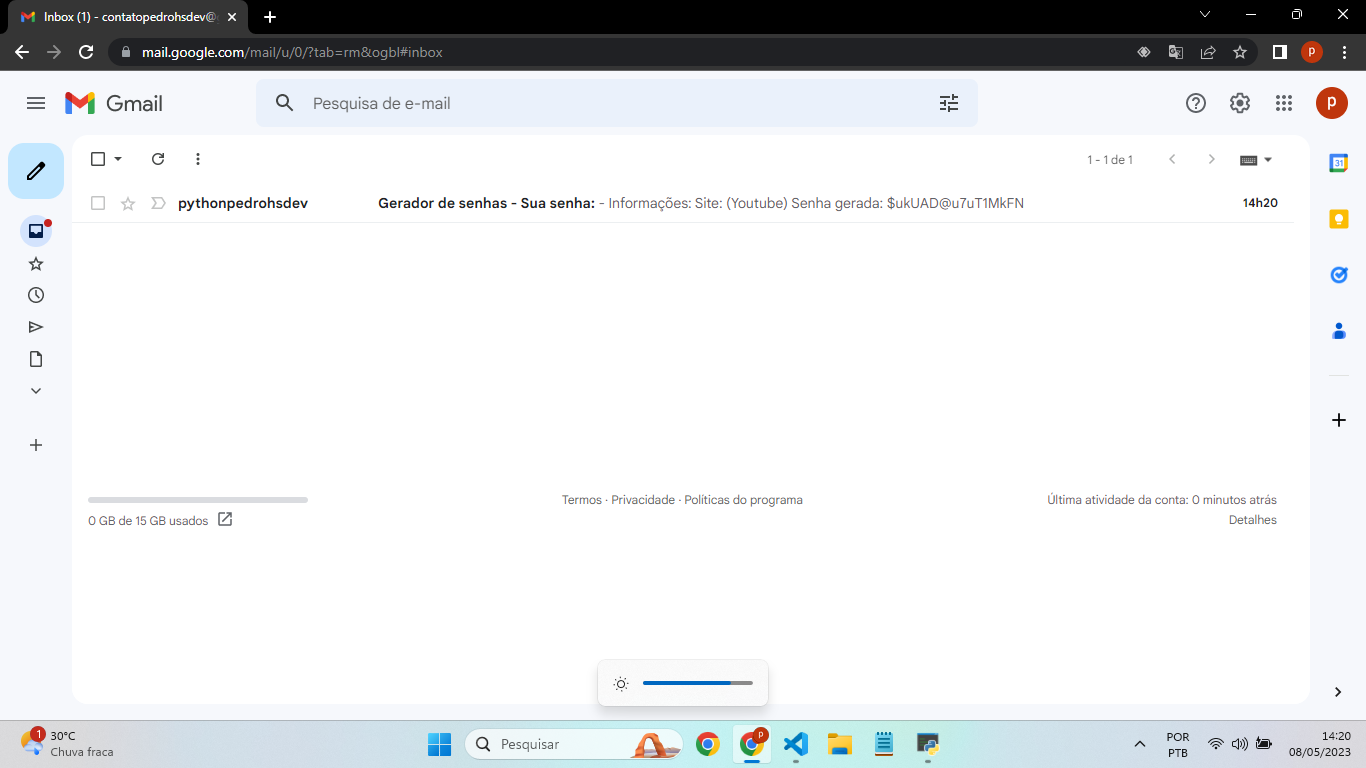 Inbox (1) - contatopedrohsdev@g
mail.google.com/mail/u/0/?tab=rm&ogbl#inbox
P
Gmail
Pesquisa de e-mail
P
1 - 1 de 1
31
pythonpedrohsdev Gerador de senhas - Sua senha: - Informações: Site: (Youtube) Senha gerada: $ukUAD@u7uT1MkFN 14h20
Termos · Privacidade · Políticas do programa
Última atividade da conta: 0 minutos atrás
0 GB de 15 GB usados
Detalhes
1
30°C
Chuva fraca
Pesquisar
P
POR
PTB
14:20
08/05/2023